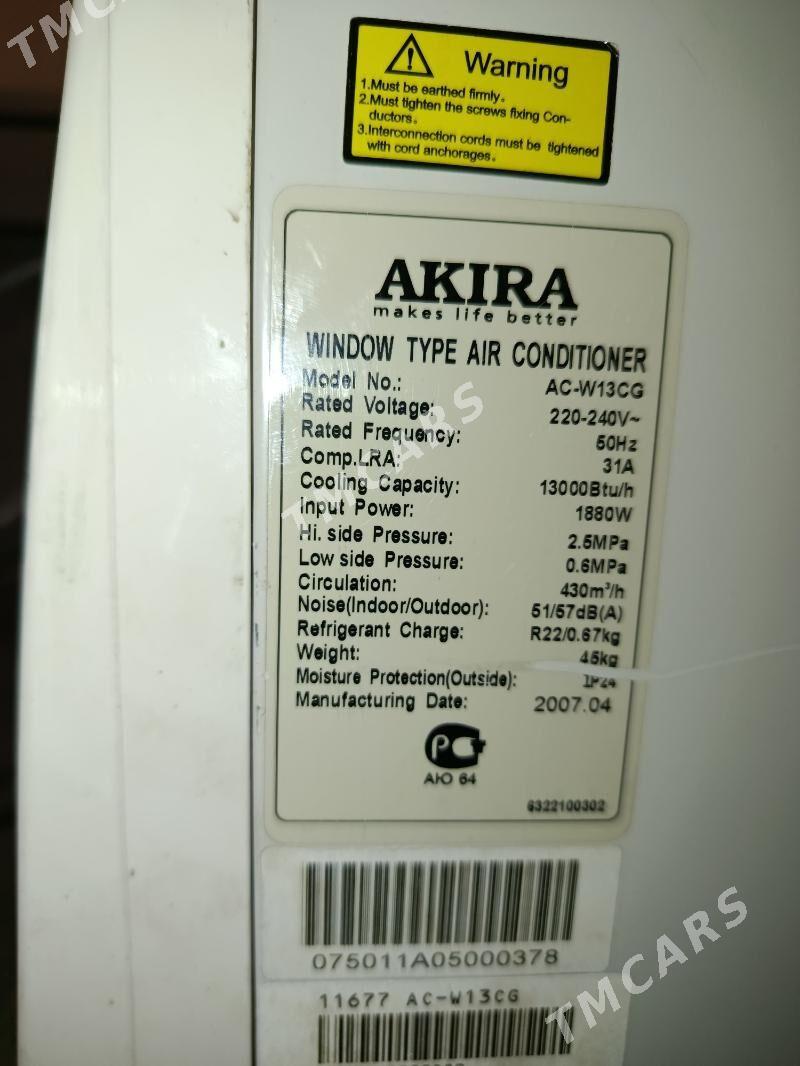 TMCARS
Warning
1.Must be earthed firmly.
2.Must tighten the screws fixing Con-
ductors.
3.Interconnection cords must be tightened
with cord anchorages.
AKIRA
makes life better
WINDOW TYPE AIR CONDITIONER
Model No.: AC-W13CG
Rated Voltage: 220-240V~
Rated Frequency: 50Hz
Comp.LRA: 31A
Cooling Capacity: 13000Btu/h
Input Power: 1880W
Hi. side Pressure: 2.5MPa
Low side Pressure: 0.6MPa
Circulation: 430m³/h
Noise(Indoor/Outdoor): 51/57dB(A)
Refrigerant Charge: R22/0.67kg
Weight: 45kg
Moisture Protection(Outside): IP24
Manufacturing Date: 2007.04
TMCARS
РСТ
АЮ 64
6322100302
075011A05000378
11677 AC-W13CG
TMCARS